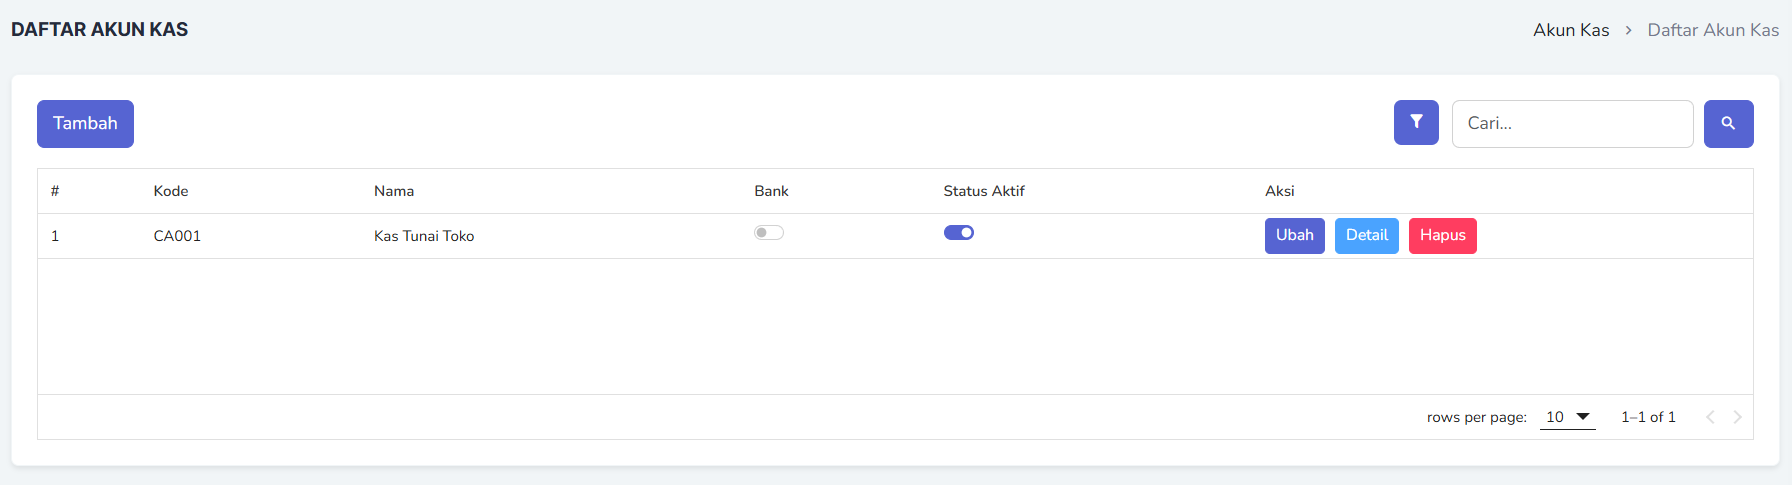 DAFTAR AKUN KAS
Akun Kas > Daftar Akun Kas
Tambah
Cari...
# Kode Nama Bank Status Aktif Aksi
1 CA001 Kas Tunai Toko Ubah Detail Hapus
rows per page: 10 1–1 of 1